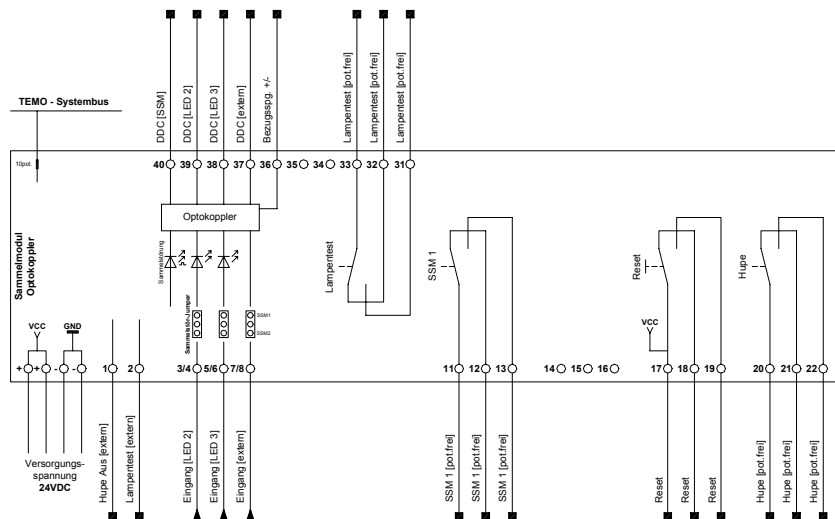 TEMO - Systembus
DDC [SSM]
DDC [LED 2]
DDC [LED 3]
DDC [extern]
Bezugsspg. +/-
Lampentest [pot.frei]
Lampentest [pot.frei]
Lampentest [pot.frei]
10pol.
40
39
38
37
36
35
34
33
32
31
Optokoppler
Sammelmodul
Optokoppler
Sammelstörung
Lampentest
SSM 1
Reset
Hupe
Sammelstör-Jumper
SSM1
SSM2
VCC
GND
VCC
+
+
-
-
1
2
3/4
5/6
7/8
11
12
13
14
15
16
17
18
19
20
21
22
Versorgungs-
spannung
24VDC
Hupe Aus [extern]
Lampentest [extern]
Eingang [LED 2]
Eingang [LED 3]
Eingang [extern]
SSM 1 [pot.frei]
SSM 1 [pot.frei]
SSM 1 [pot.frei]
Reset
Reset
Reset
Hupe [pot.frei]
Hupe [pot.frei]
Hupe [pot.frei]